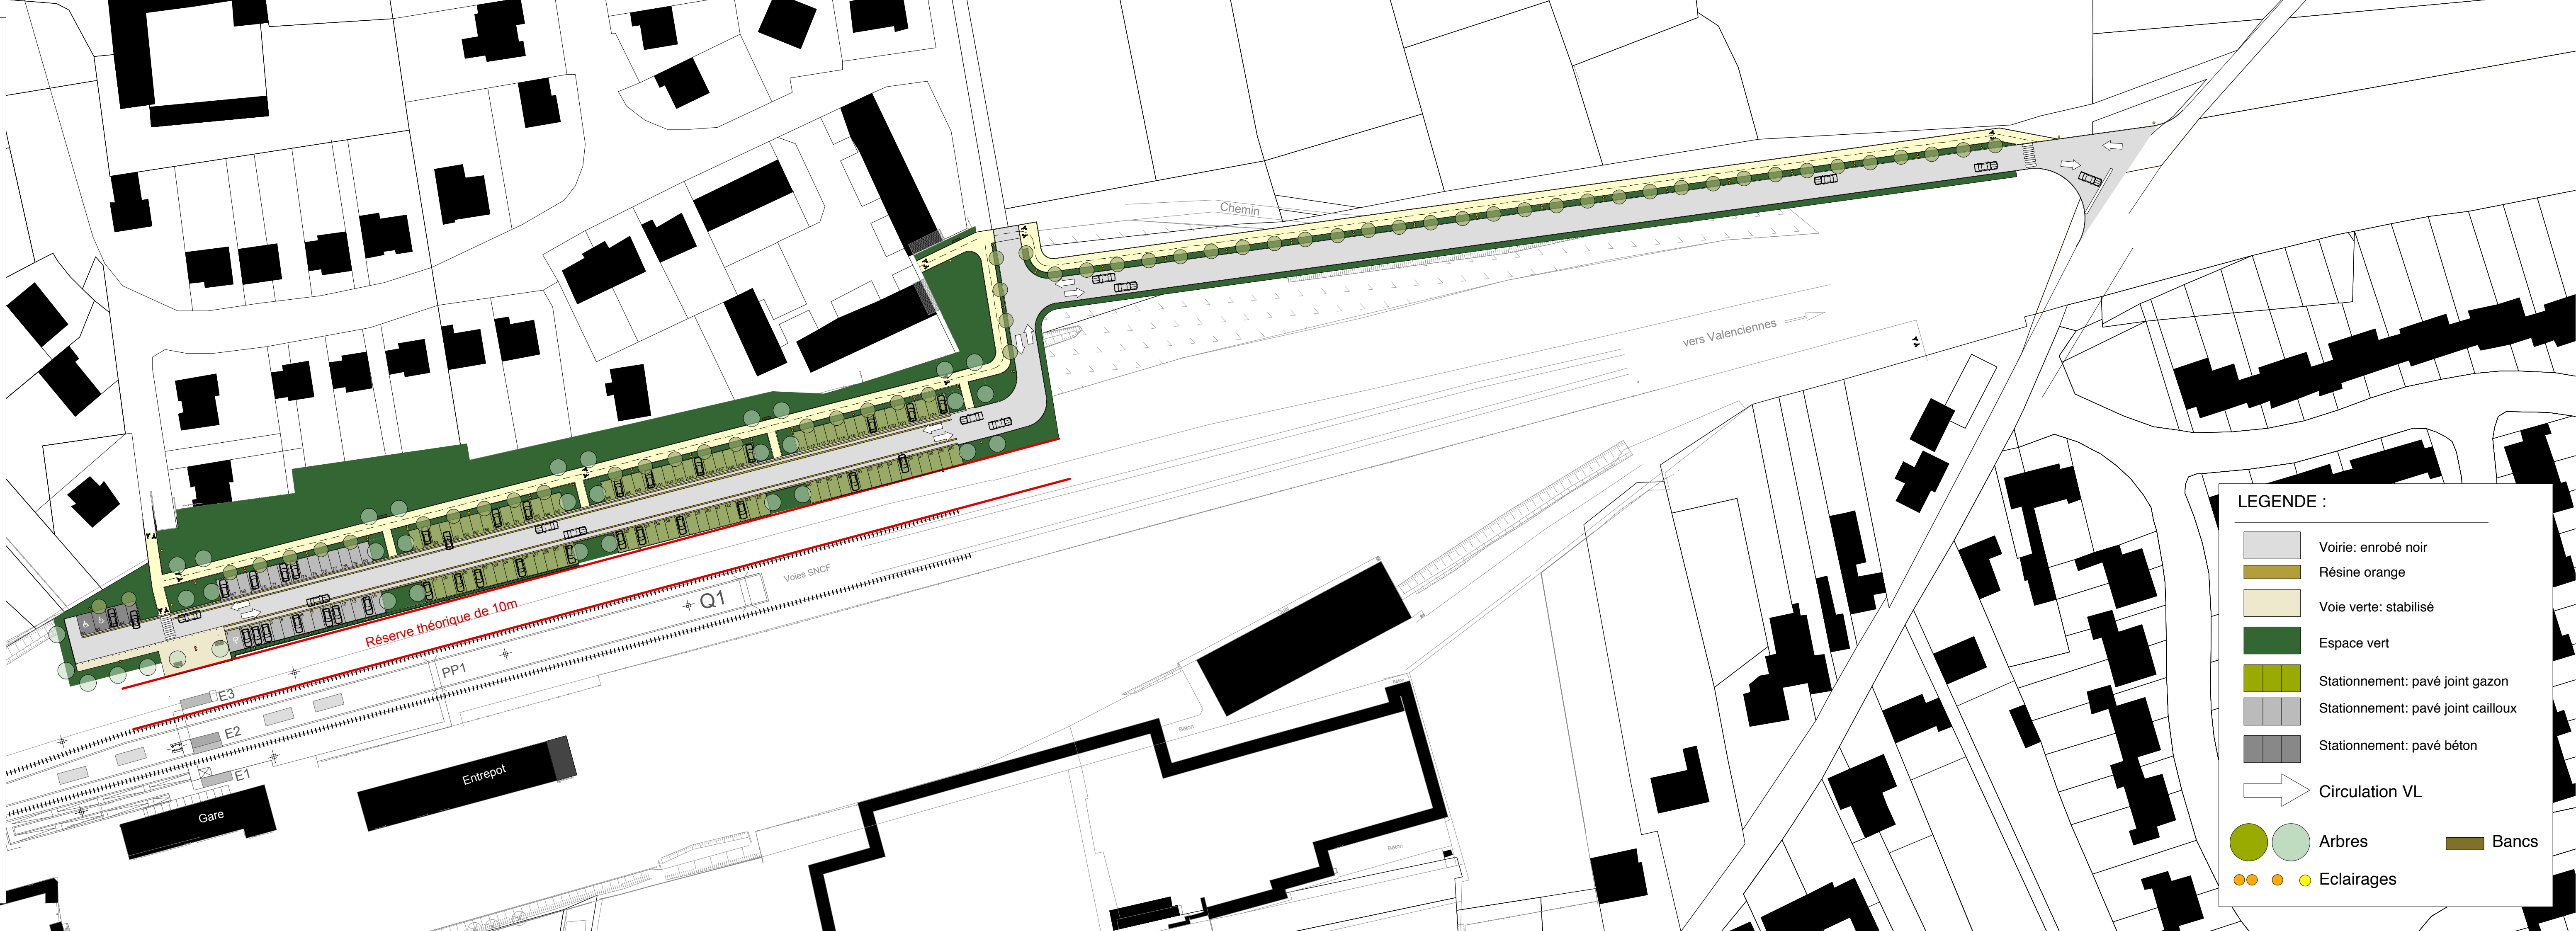 Chemin
vers Valenciennes
Voies SNCF
Réserve théorique de 10m
Q1
PP1
E3
E2
E1
Entrepot
Gare
Béton
Béton
LEGENDE :
Voirie: enrobé noir
Résine orange
Voie verte: stabilisé
Espace vert
Stationnement: pavé joint gazon
Stationnement: pavé joint cailloux
Stationnement: pavé béton
Circulation VL
Arbres
Bancs
Eclairages